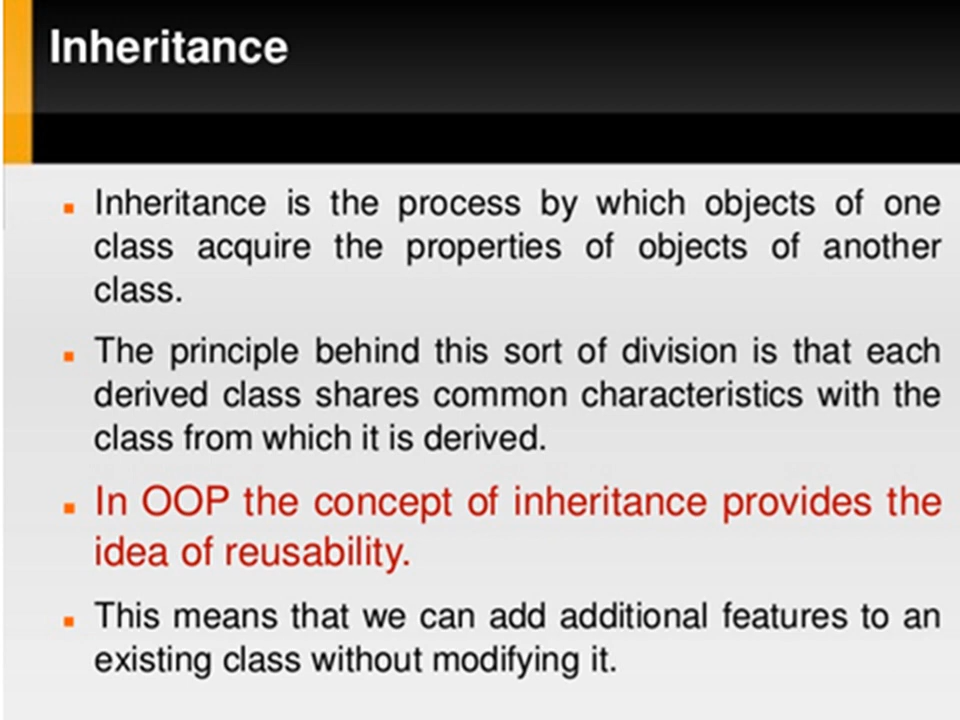 Inheritance
Inheritance is the process by which objects of one
class acquire the properties of objects of another
class.
The principle behind this sort of division is that each
derived class shares common characteristics with the
class from which it is derived.
In OOP the concept of inheritance provides the
idea of reusability.
This means that we can add additional features to an
existing class without modifying it.